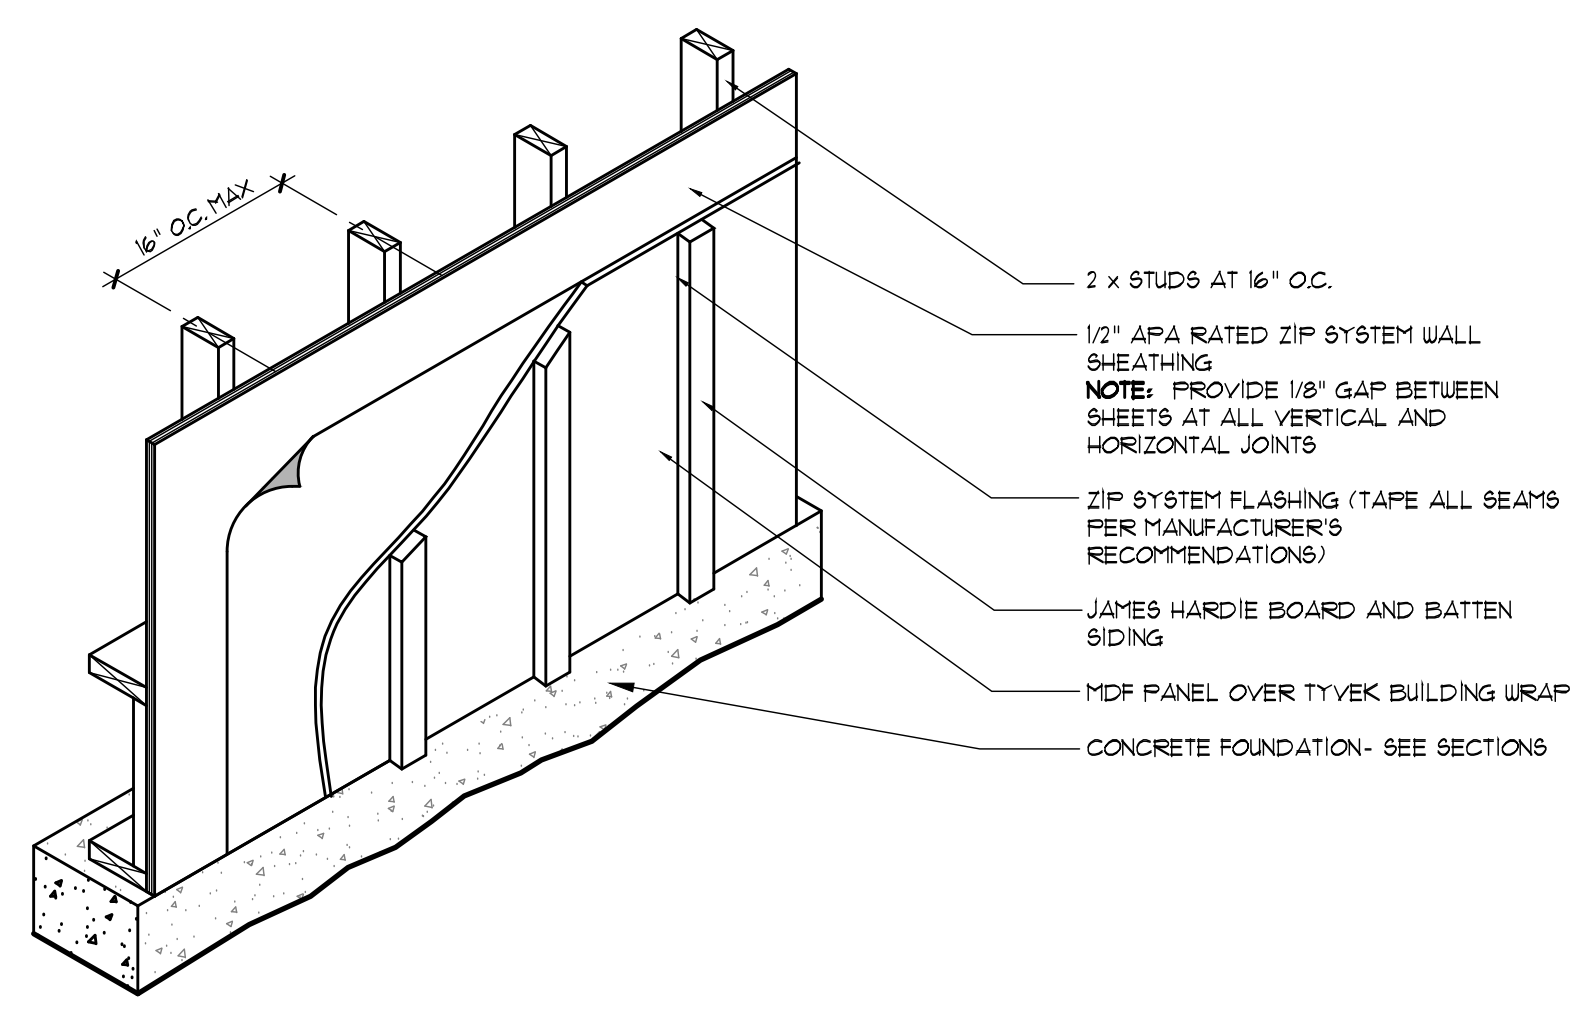 16" O.C. MAX
2 x STUDS AT 16" O.C.
1/2" APA RATED ZIP SYSTEM WALL
SHEATHING
NOTE: PROVIDE 1/8" GAP BETWEEN
SHEETS AT ALL VERTICAL AND
HORIZONTAL JOINTS
ZIP SYSTEM FLASHING (TAPE ALL SEAMS
PER MANUFACTURER'S
RECOMMENDATIONS)
JAMES HARDIE BOARD AND BATTEN
SIDING
MDF PANEL OVER TYVEK BUILDING WRAP
CONCRETE FOUNDATION- SEE SECTIONS